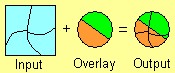 + =
Input Overlay Output